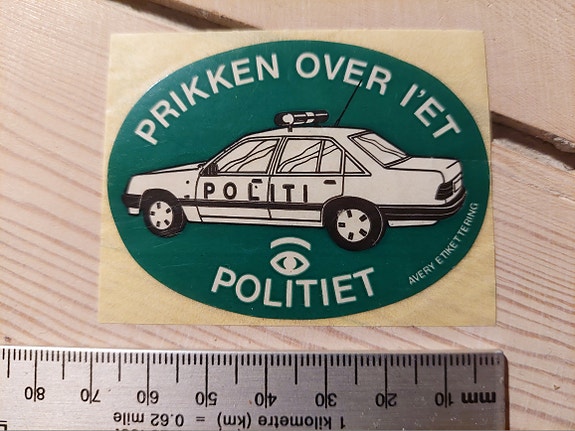 PRIKKEN OVER I'ET
POLITI
POLITIET
AVERY ETIKETTERING
mm 10 20 30 40 50 60 70 80
1 kilometre (km) = 0.62 mile